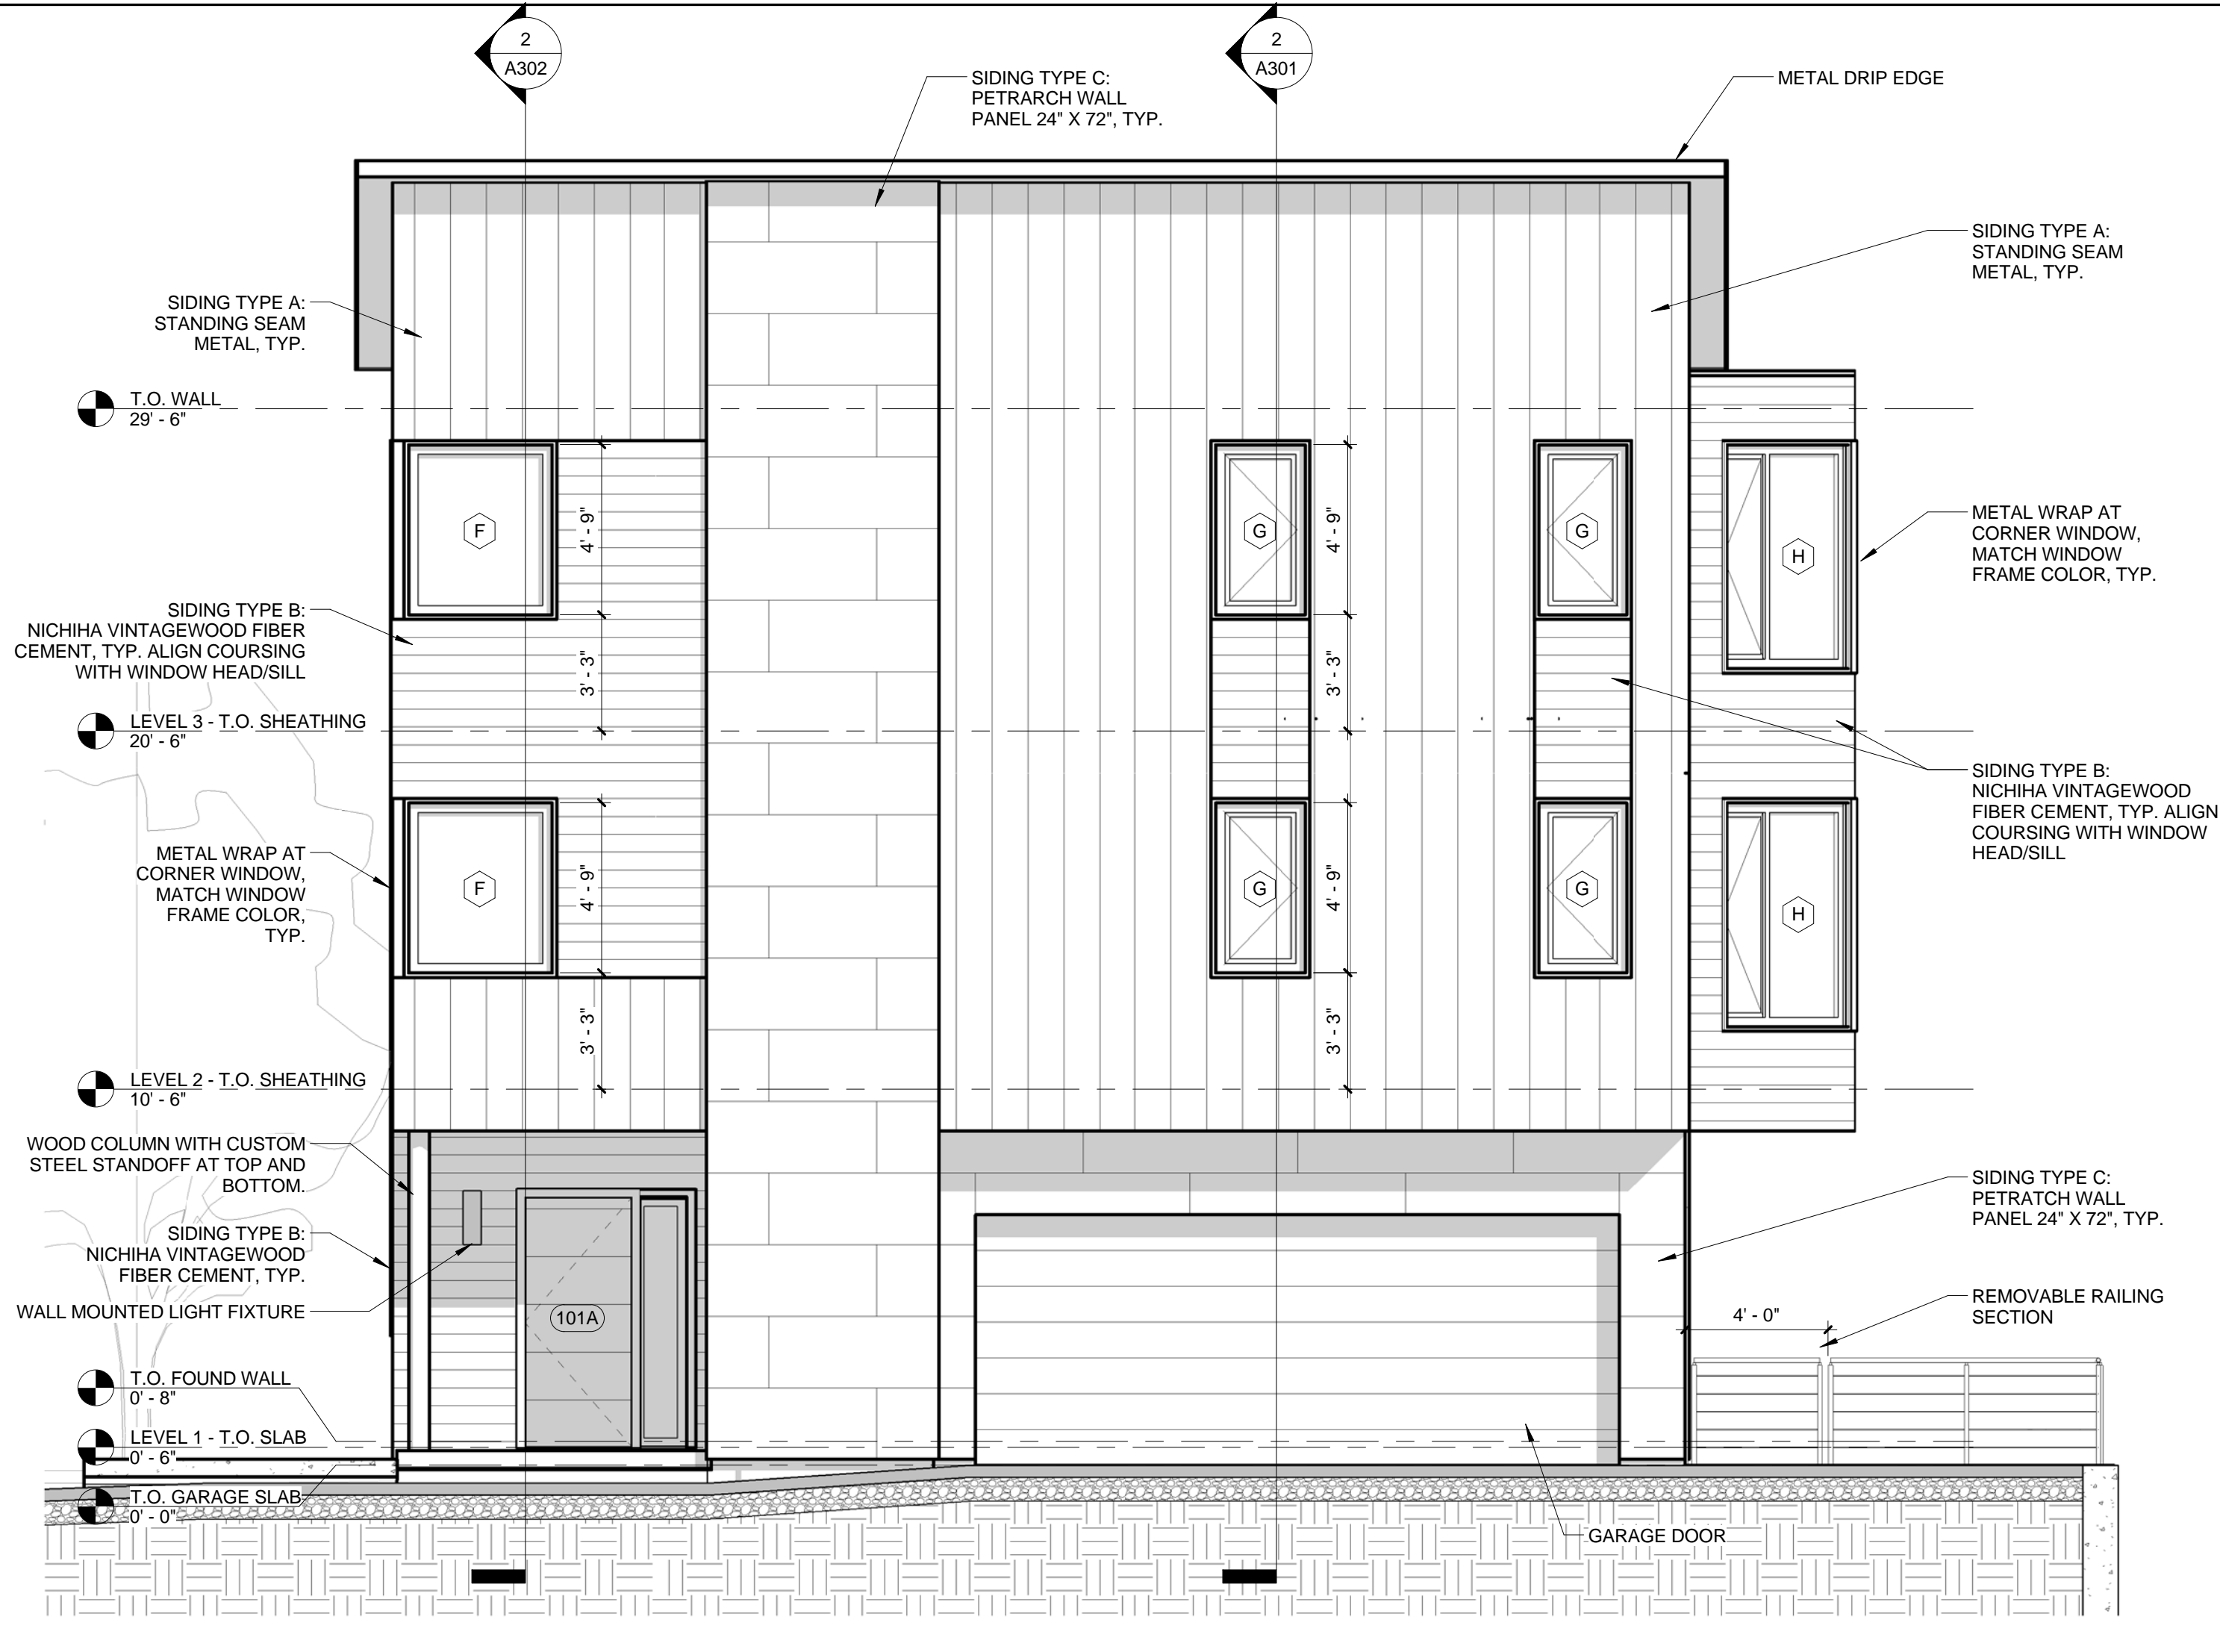 2
A302
2
A301
SIDING TYPE C:
PETRARCH WALL
PANEL 24" X 72", TYP.
METAL DRIP EDGE
SIDING TYPE A:
STANDING SEAM
METAL, TYP.
SIDING TYPE A:
STANDING SEAM
METAL, TYP.
T.O. WALL
29' - 6"
F
4' - 9"
G
4' - 9"
G
H
METAL WRAP AT
CORNER WINDOW,
MATCH WINDOW
FRAME COLOR, TYP.
SIDING TYPE B:
NICHIHA VINTAGEWOOD FIBER
CEMENT, TYP. ALIGN COURSING
WITH WINDOW HEAD/SILL
3' - 3"
3' - 3"
LEVEL 3 - T.O. SHEATHING
20' - 6"
SIDING TYPE B:
NICHIHA VINTAGEWOOD
FIBER CEMENT, TYP. ALIGN
COURSING WITH WINDOW
HEAD/SILL
METAL WRAP AT
CORNER WINDOW,
MATCH WINDOW
FRAME COLOR,
TYP.
F
4' - 9"
G
4' - 9"
G
H
3' - 3"
3' - 3"
LEVEL 2 - T.O. SHEATHING
10' - 6"
WOOD COLUMN WITH CUSTOM
STEEL STANDOFF AT TOP AND
BOTTOM.
SIDING TYPE C:
PETRATCH WALL
PANEL 24" X 72", TYP.
SIDING TYPE B:
NICHIHA VINTAGEWOOD
FIBER CEMENT, TYP.
WALL MOUNTED LIGHT FIXTURE
101A
4' - 0"
REMOVABLE RAILING
SECTION
T.O. FOUND WALL
0' - 8"
LEVEL 1 - T.O. SLAB
0' - 6"
T.O. GARAGE SLAB
0' - 0"
GARAGE DOOR